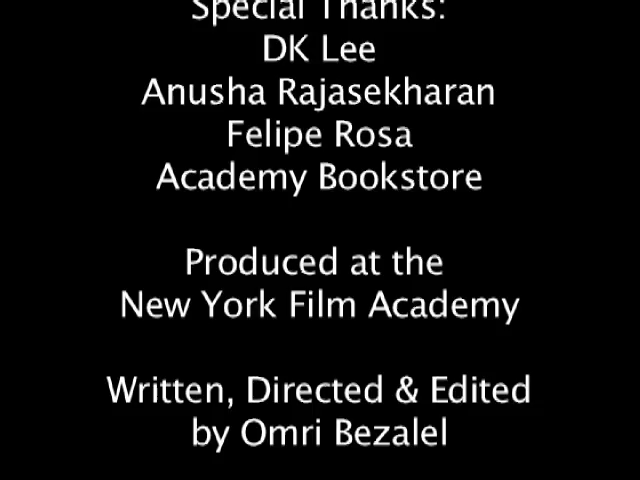 Special Thanks:
DK Lee
Anusha Rajasekharan
Felipe Rosa
Academy Bookstore
Produced at the
New York Film Academy
Written, Directed & Edited
by Omri Bezalel